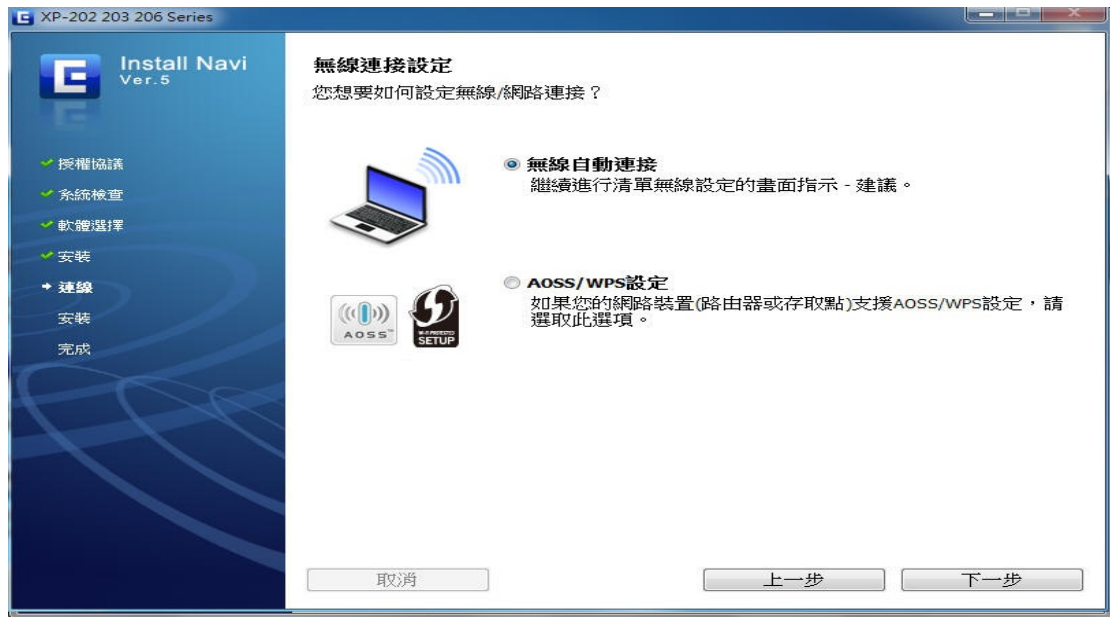 XP-202 203 206 Series
Install Navi
Ver.5
授權協議
系統檢查
軟體選擇
安裝
連線
安裝
完成
無線連接設定
您想要如何設定無線/網路連接？
無線自動連接
繼續進行清單無線設定的畫面指示 - 建議。
AOSS/WPS設定
如果您的網路裝置(路由器或存取點)支援AOSS/WPS設定，請
選取此選項。
AOSS™
WI-FI PROTECTED
SETUP
取消
上一步
下一步